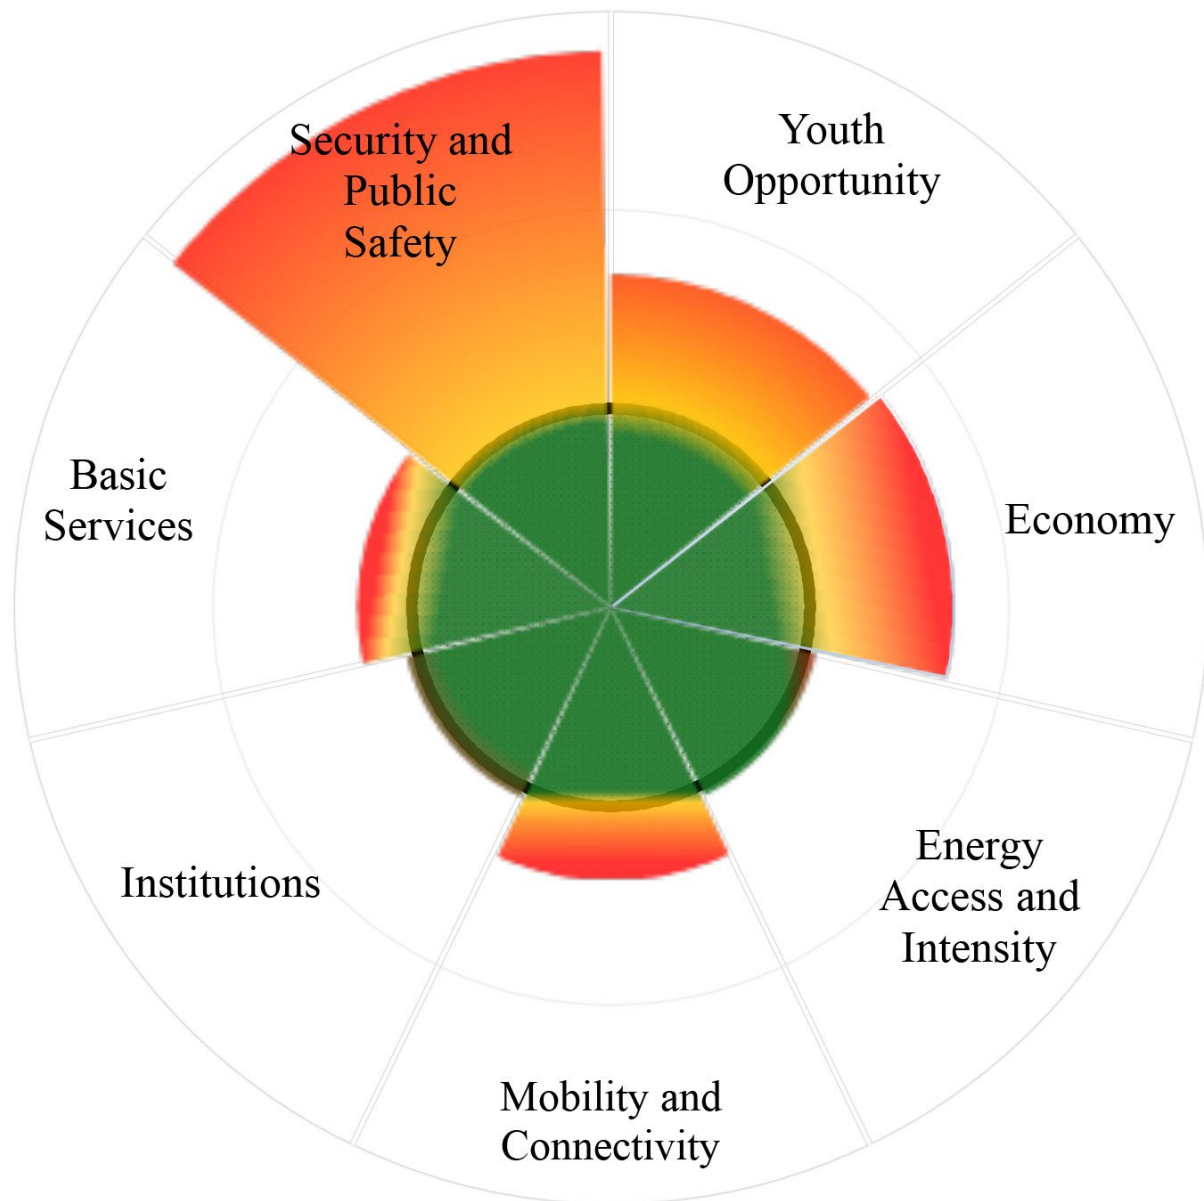 Security and
Public
Safety
Youth
Opportunity
Basic
Services
Economy
Institutions
Energy
Access and
Intensity
Mobility and
Connectivity